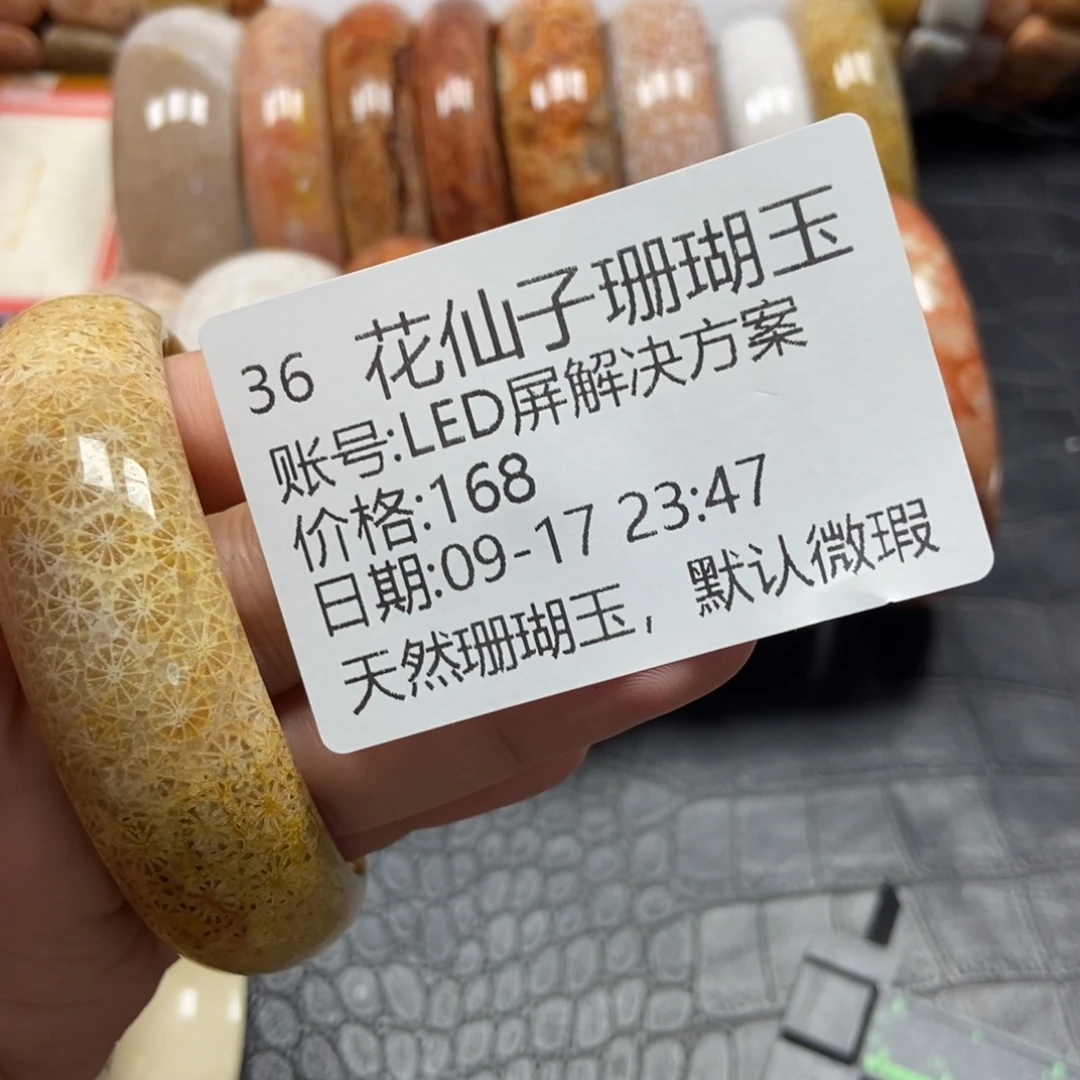 36 花仙子珊瑚玉
账号:LED屏解决方案
价格:168
日期:09-17 23:47
天然珊瑚玉，默认微瑕